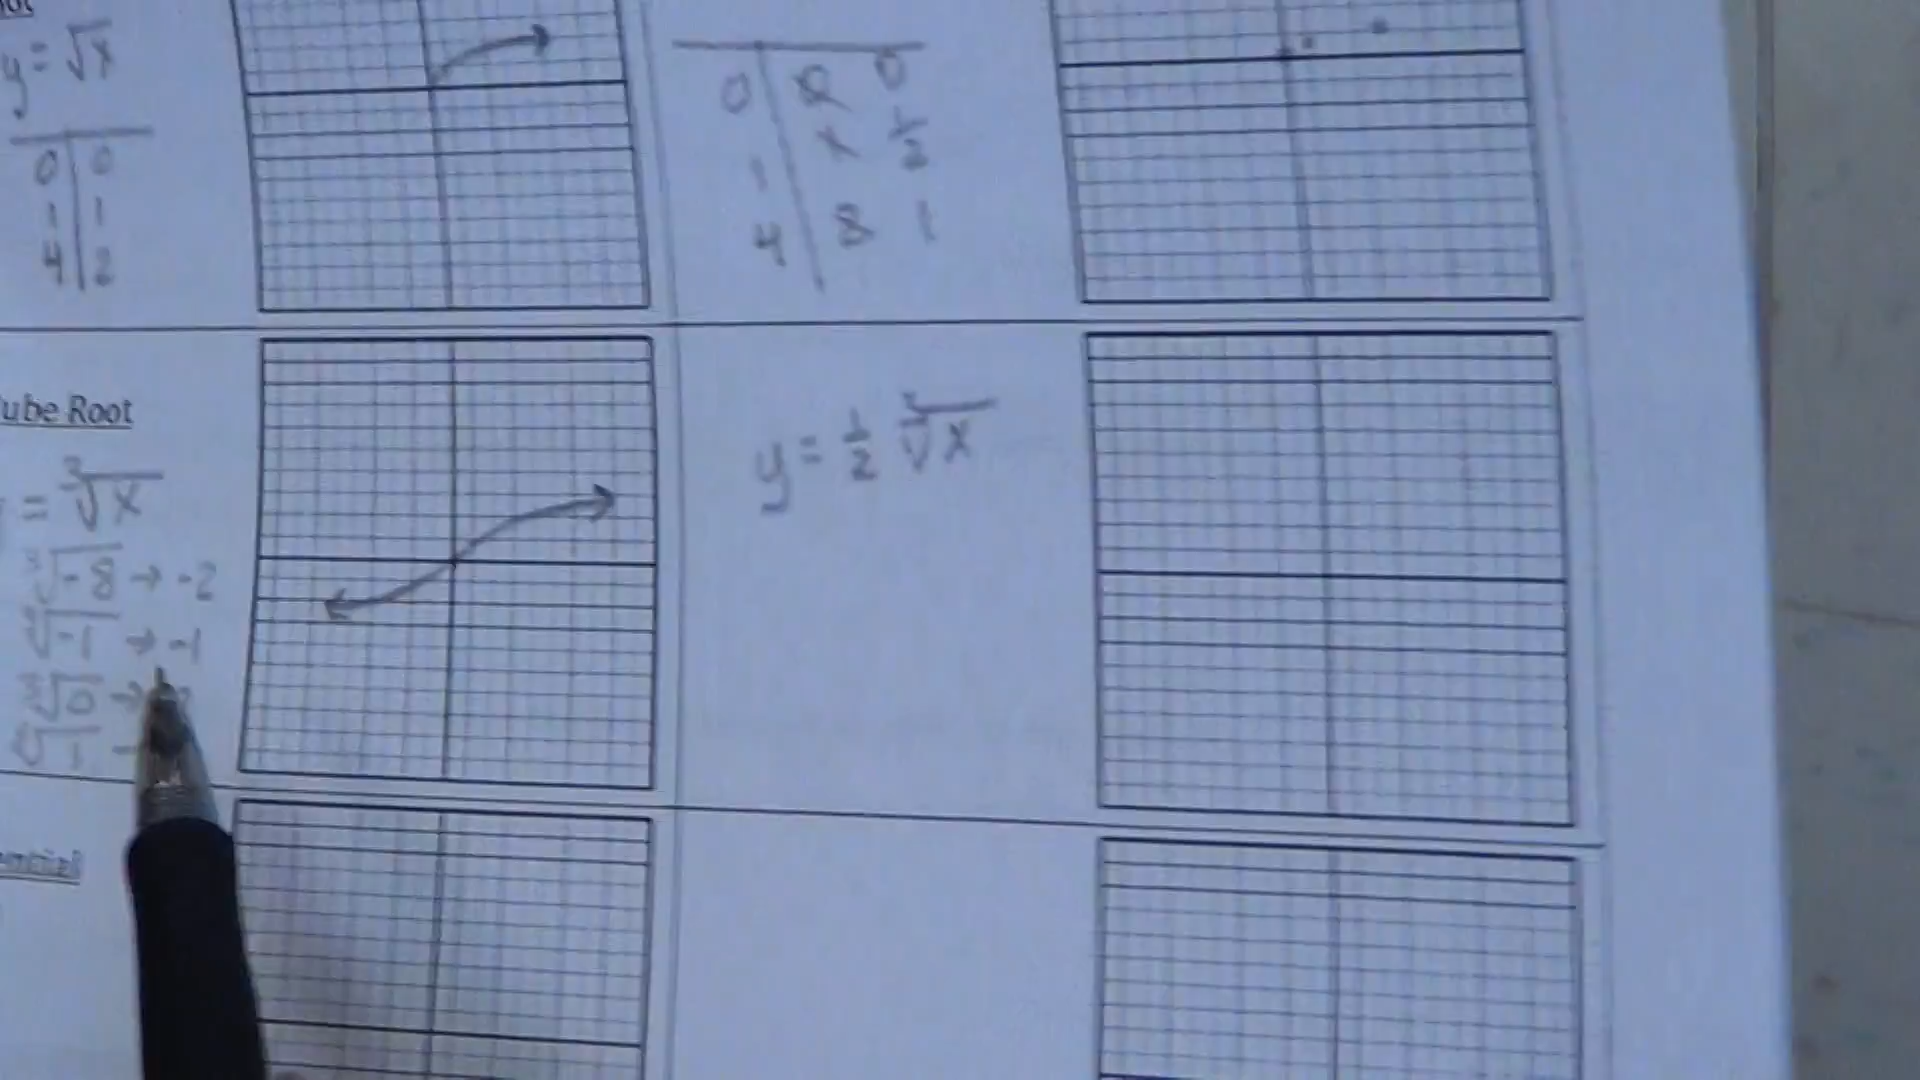 y = √x
0 0
1 1
4 2
0 0
1 x 1/2
4 8 1
ube Root
= ∛x
∛-8 → -2
∛-1 → -1
∛0 →
y = 1/2 ∛x